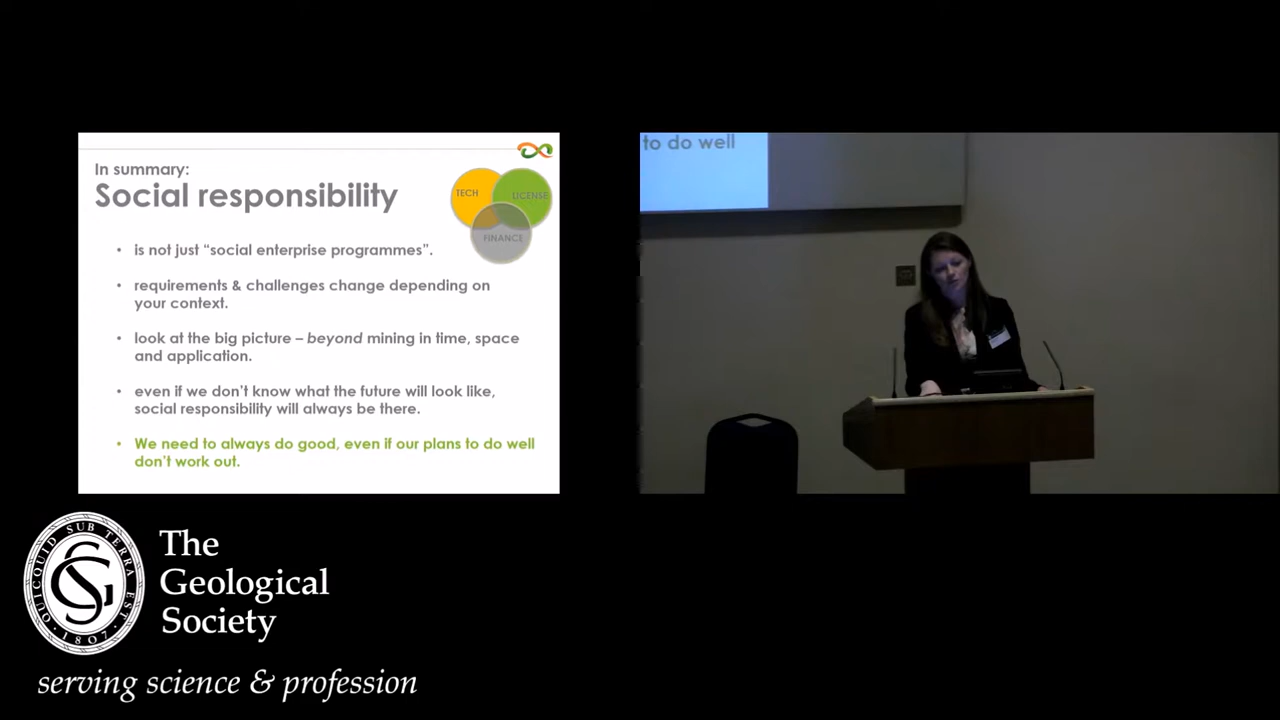 In summary:
Social responsibility
TECH
LICENSE
FINANCE
• is not just “social enterprise programmes”.
• requirements & challenges change depending on
your context.
• look at the big picture – beyond mining in time, space
and application.
• even if we don’t know what the future will look like,
social responsibility will always be there.
• We need to always do good, even if our plans to do well
don’t work out.
to do well
QUICQUID SUB TERRA EST
1807
The
Geological
Society
serving science & profession